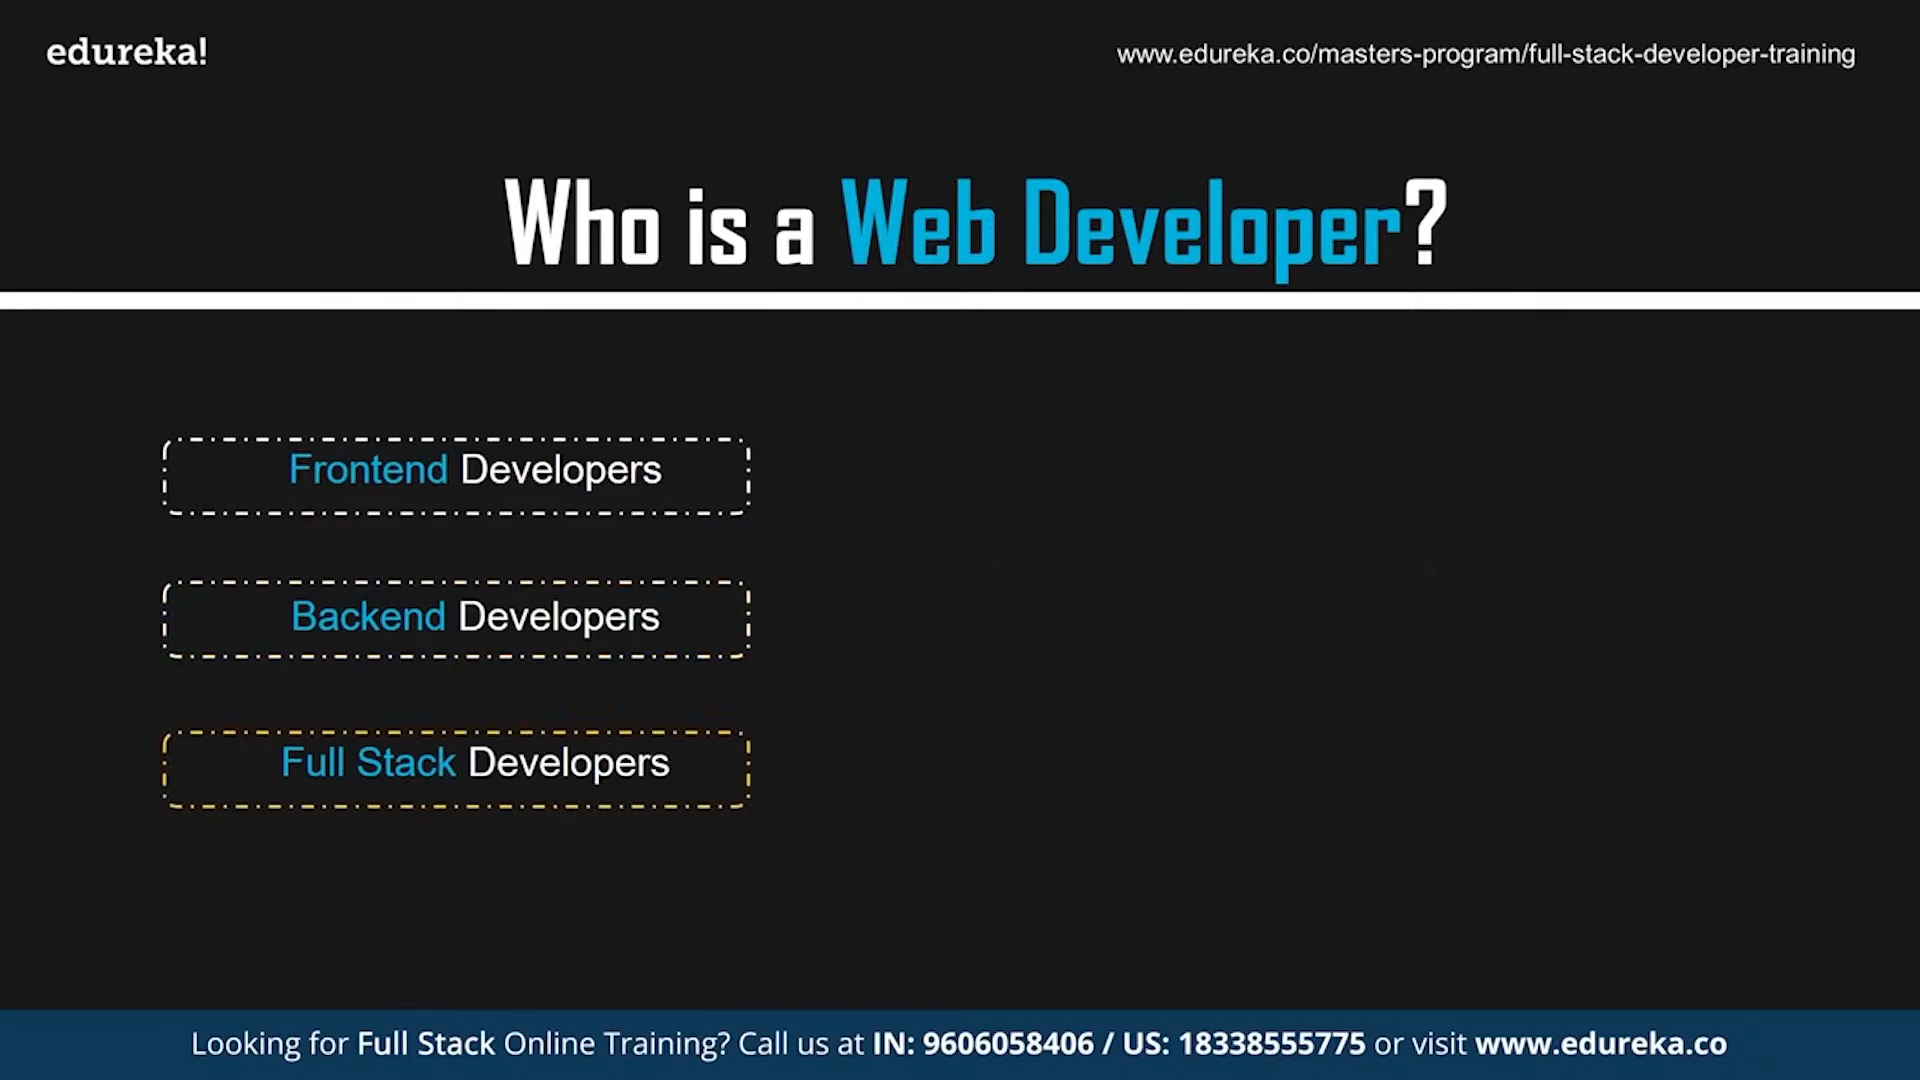 edureka!
www.edureka.co/masters-program/full-stack-developer-training
Who is a Web Developer?
Frontend Developers
Backend Developers
Full Stack Developers
Looking for Full Stack Online Training? Call us at IN: 9606058406 / US: 18338555775 or visit www.edureka.co